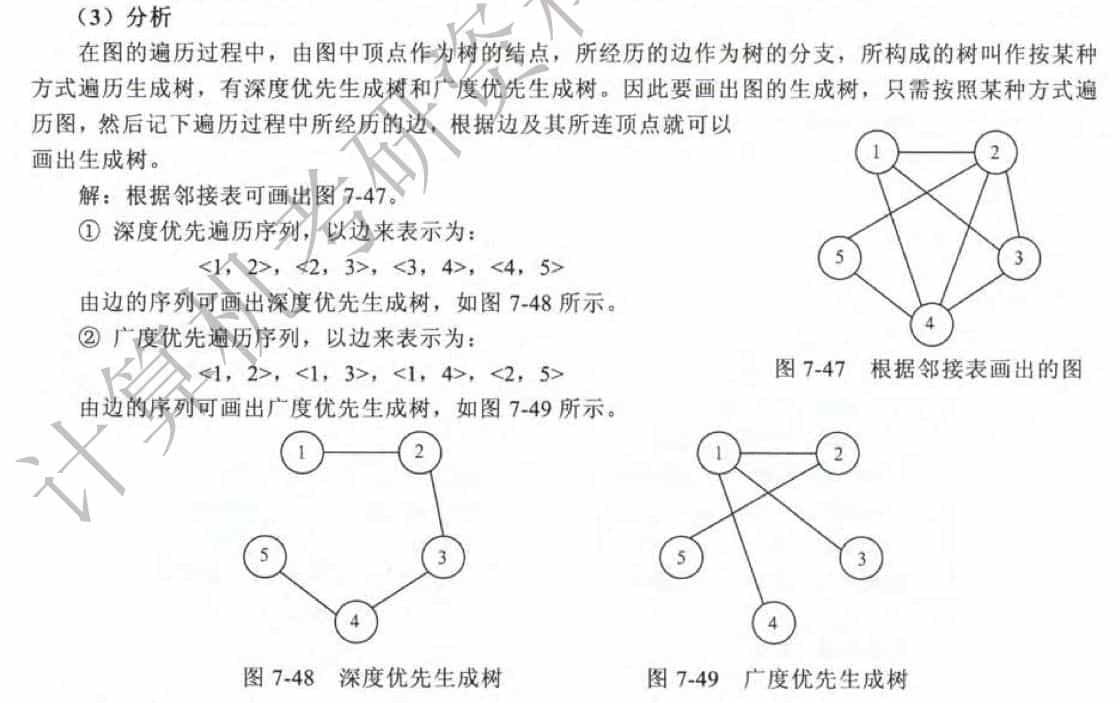 （3）分析
在图的遍历过程中，由图中顶点作为树的结点，所经历的边作为树的分支，所构成的树叫作按某种
方式遍历生成树，有深度优先生成树和广度优先生成树。因此要画出图的生成树，只需按照某种方式遍
历图，然后记下遍历过程中所经历的边，根据边及其所连顶点就可以
画出生成树。
解：根据邻接表可画出图 7-47。
① 深度优先遍历序列，以边来表示为：
<1，2>，<2，3>，<3，4>，<4，5>
由边的序列可画出深度优先生成树，如图 7-48 所示。
② 广度优先遍历序列，以边来表示为：
<1，2>，<1，3>，<1，4>，<2，5>
由边的序列可画出广度优先生成树，如图 7-49 所示。
1
2
5
3
4
图 7-47 根据邻接表画出的图
1
2
5
3
4
图 7-48 深度优先生成树
1
2
5
3
4
图 7-49 广度优先生成树
计算机考研资料